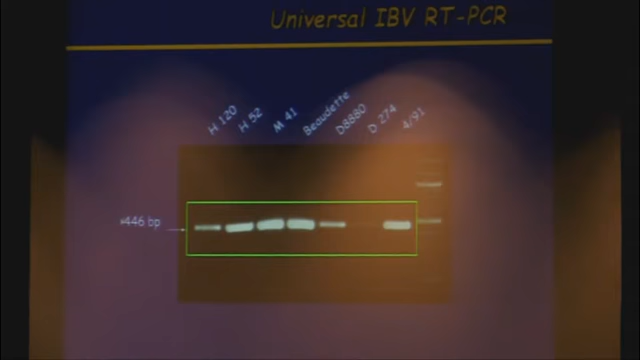 Universal IBV RT-PCR
H 120
H 52
M 41
Beaudette
D8880
D 274
4/91
446 bp